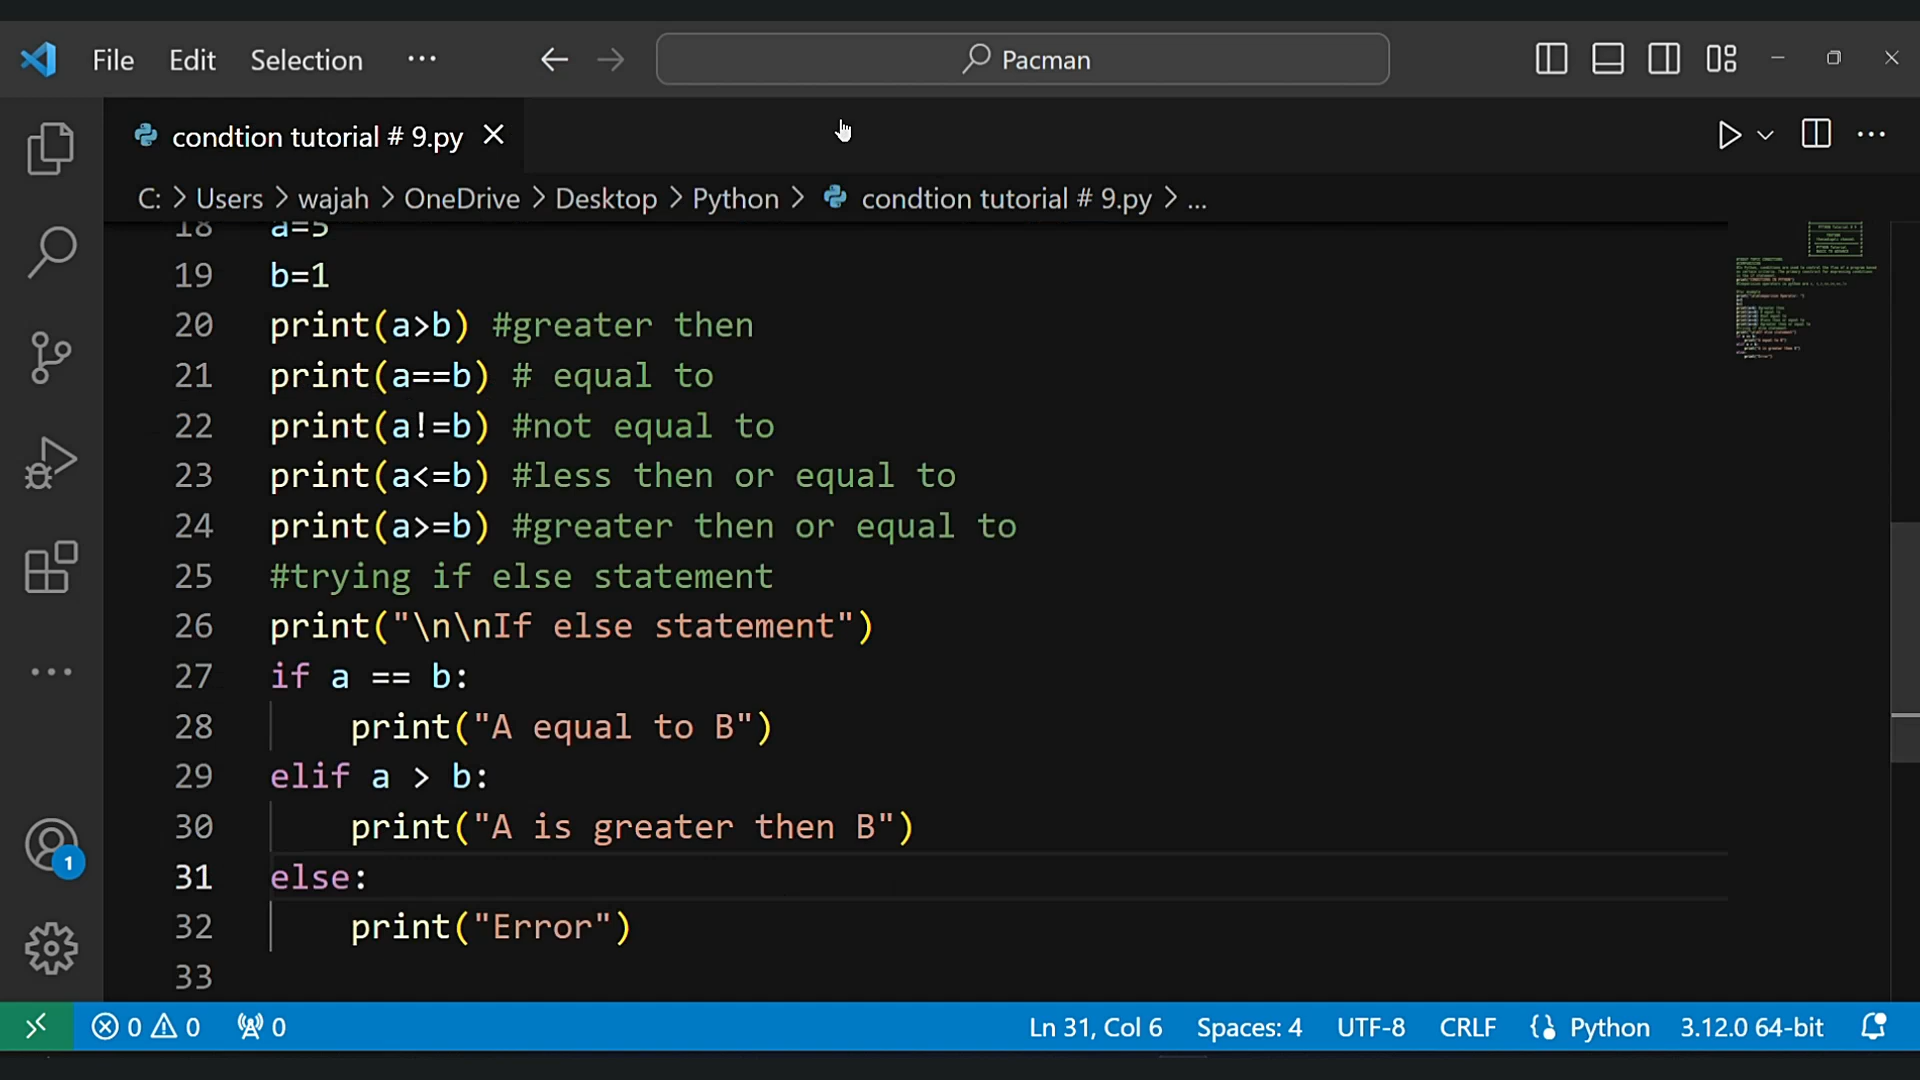 File Edit Selection ··· Pacman
condtion tutorial # 9.py
C: > Users > wajah > OneDrive > Desktop > Python > condtion tutorial # 9.py > ...
18 a=5
19 b=1
20 print(a>b) #greater then
21 print(a==b) # equal to
22 print(a!=b) #not equal to
23 print(a<=b) #less then or equal to
24 print(a>=b) #greater then or equal to
25 #trying if else statement
26 print("\n\nIf else statement")
27 if a == b:
28 print("A equal to B")
29 elif a > b:
30 print("A is greater then B")
31 else:
32 print("Error")
33
1
0 0 0 Ln 31, Col 6 Spaces: 4 UTF-8 CRLF Python 3.12.0 64-bit